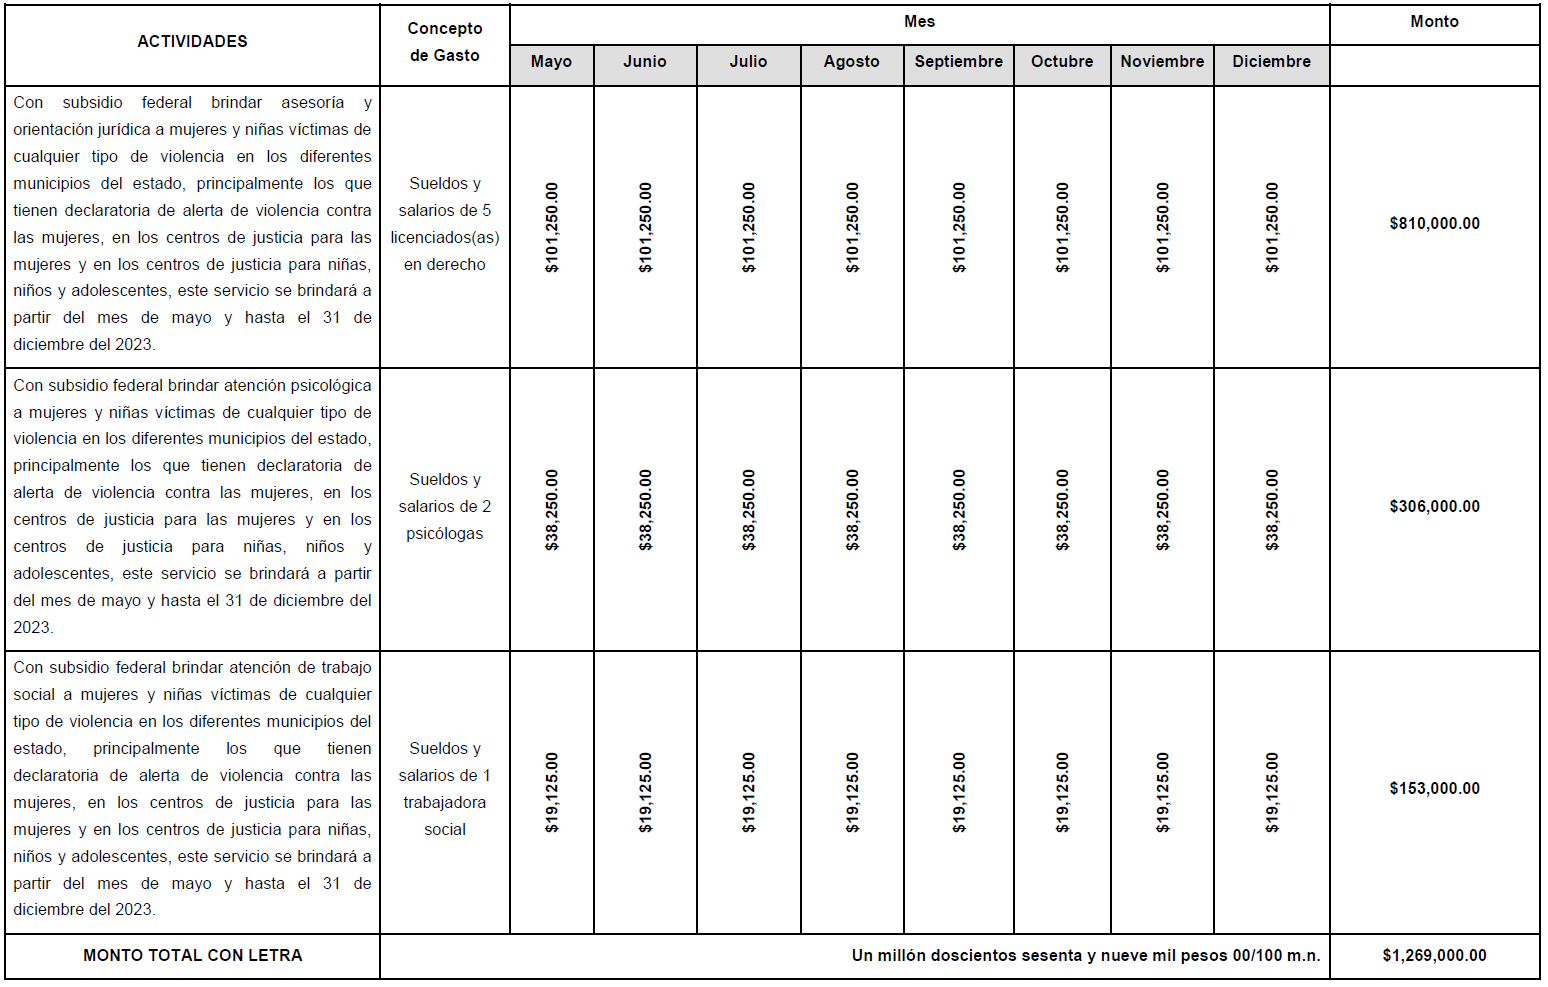 ACTIVIDADES
Concepto
de Gasto
Mes
Monto
Mayo
Junio
Julio
Agosto
Septiembre
Octubre
Noviembre
Diciembre
Con subsidio federal brindar asesoría y
orientación jurídica a mujeres y niñas víctimas de
cualquier tipo de violencia en los diferentes
municipios del estado, principalmente los que
tienen declaratoria de alerta de violencia contra
las mujeres, en los centros de justicia para las
mujeres y en los centros de justicia para niñas,
niños y adolescentes, este servicio se brindará a
partir del mes de mayo y hasta el 31 de
diciembre del 2023.
Sueldos y
salarios de 5
licenciados(as)
en derecho
$101,250.00
$101,250.00
$101,250.00
$101,250.00
$101,250.00
$101,250.00
$101,250.00
$101,250.00
$810,000.00
Con subsidio federal brindar atención psicológica
a mujeres y niñas víctimas de cualquier tipo de
violencia en los diferentes municipios del estado,
principalmente los que tienen declaratoria de
alerta de violencia contra las mujeres, en los
centros de justicia para las mujeres y en los
centros de justicia para niñas, niños y
adolescentes, este servicio se brindará a partir
del mes de mayo y hasta el 31 de diciembre del
2023.
Sueldos y
salarios de 2
psicólogas
$38,250.00
$38,250.00
$38,250.00
$38,250.00
$38,250.00
$38,250.00
$38,250.00
$38,250.00
$306,000.00
Con subsidio federal brindar atención de trabajo
social a mujeres y niñas víctimas de cualquier
tipo de violencia en los diferentes municipios del
estado, principalmente los que tienen
declaratoria de alerta de violencia contra las
mujeres, en los centros de justicia para las
mujeres y en los centros de justicia para niñas,
niños y adolescentes, este servicio se brindará a
partir del mes de mayo y hasta el 31 de
diciembre del 2023.
Sueldos y
salarios de 1
trabajadora
social
$19,125.00
$19,125.00
$19,125.00
$19,125.00
$19,125.00
$19,125.00
$19,125.00
$19,125.00
$153,000.00
MONTO TOTAL CON LETRA
Un millón doscientos sesenta y nueve mil pesos 00/100 m.n.
$1,269,000.00